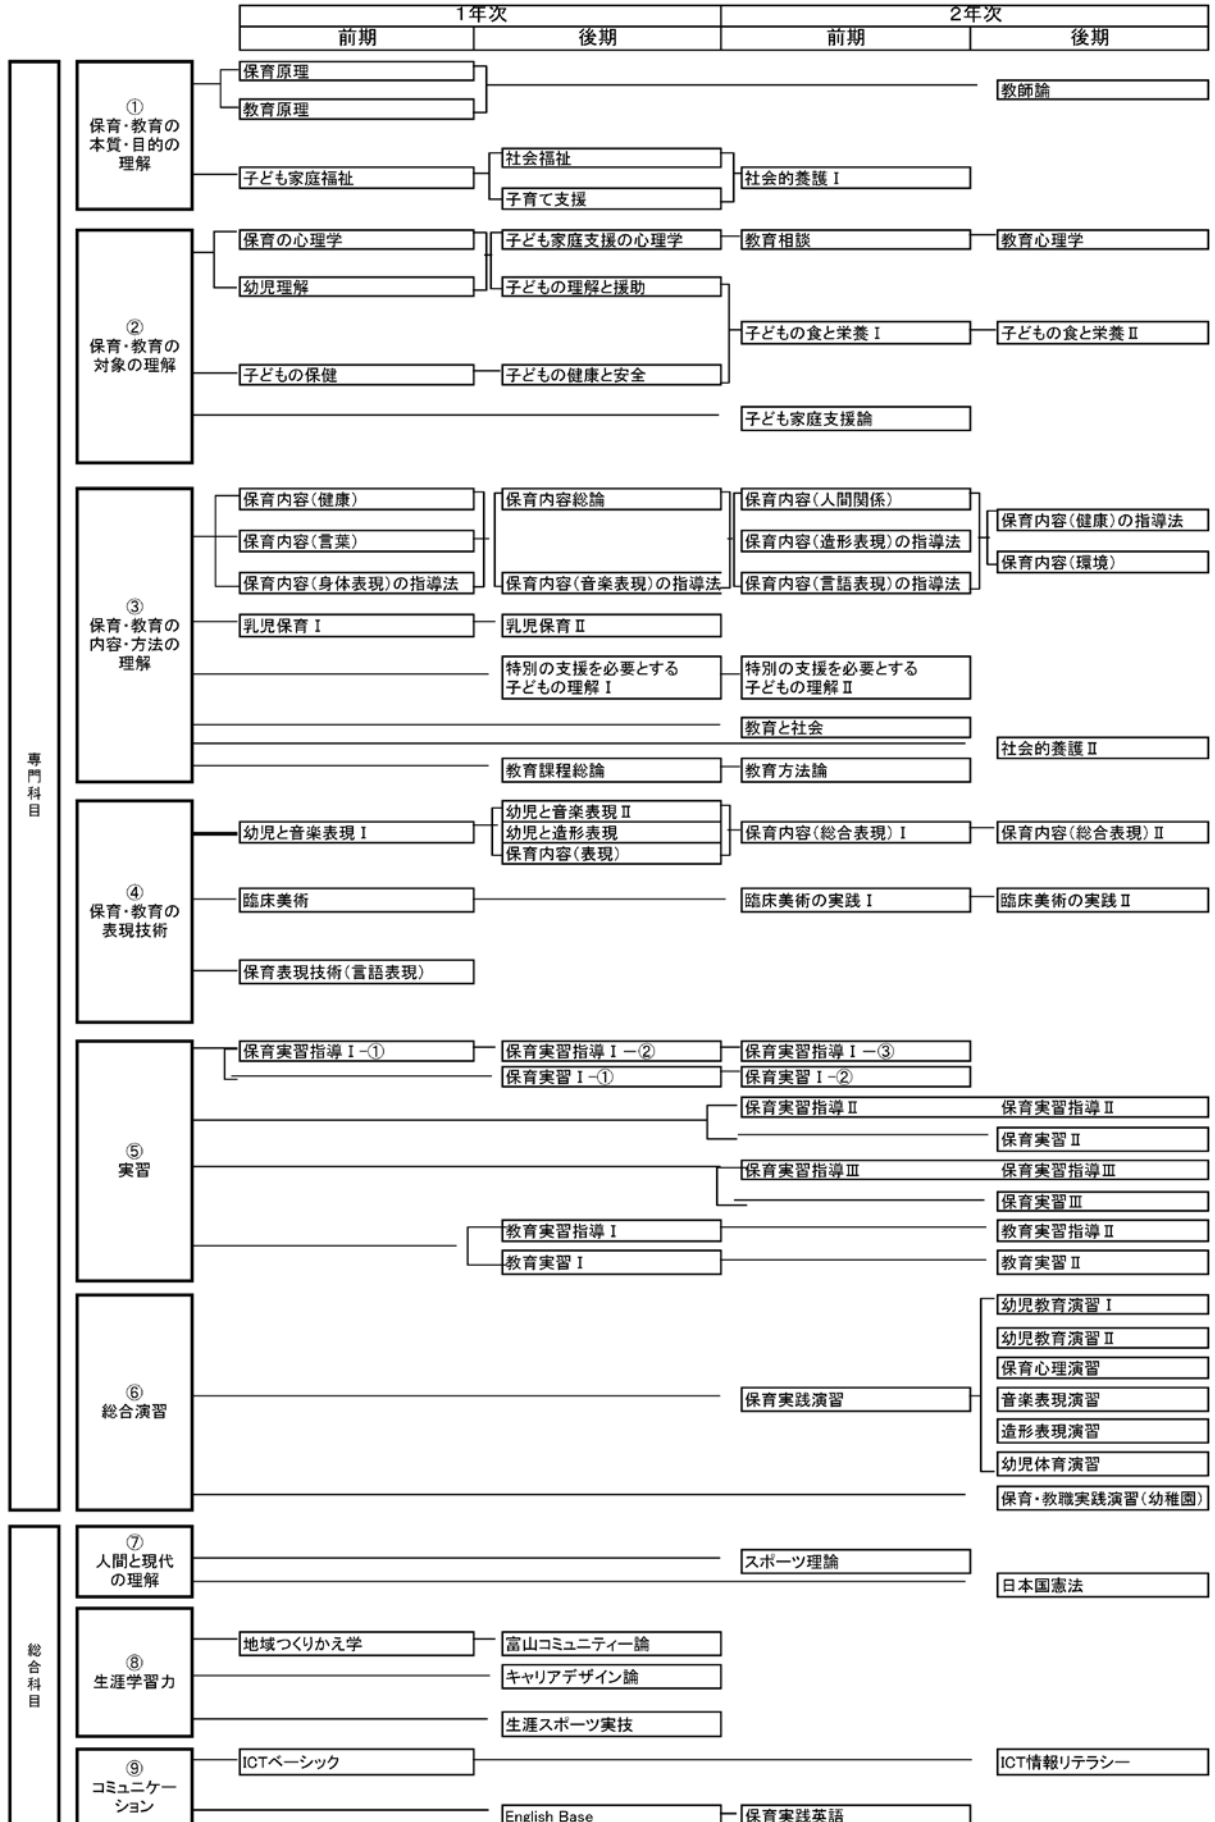 1年次
2年次
前期
後期
前期
後期
専門科目
①
保育・教育の
本質・目的の
理解
保育原理
教育原理
教師論
子ども家庭福祉
社会福祉
子育て支援
社会的養護Ⅰ
②
保育・教育の
対象の理解
保育の心理学
子ども家庭支援の心理学
教育相談
教育心理学
幼児理解
子どもの理解と援助
子どもの食と栄養Ⅰ
子どもの食と栄養Ⅱ
子どもの保健
子どもの健康と安全
子ども家庭支援論
③
保育・教育の
内容・方法の
理解
保育内容(健康)
保育内容総論
保育内容(人間関係)
保育内容(健康)の指導法
保育内容(言葉)
保育内容(造形表現)の指導法
保育内容(環境)
保育内容(身体表現)の指導法
保育内容(音楽表現)の指導法
保育内容(言語表現)の指導法
乳児保育Ⅰ
乳児保育Ⅱ
特別の支援を必要とする
子どもの理解Ⅰ
特別の支援を必要とする
子どもの理解Ⅱ
教育と社会
社会的養護Ⅱ
教育課程総論
教育方法論
④
保育・教育の
表現技術
幼児と音楽表現Ⅰ
幼児と音楽表現Ⅱ
幼児と造形表現
保育内容(表現)
保育内容(総合表現)Ⅰ
保育内容(総合表現)Ⅱ
臨床美術
臨床美術の実践Ⅰ
臨床美術の実践Ⅱ
保育表現技術(言語表現)
⑤
実習
保育実習指導Ⅰ-①
保育実習指導Ⅰ-②
保育実習指導Ⅰ-③
保育実習Ⅰ-①
保育実習Ⅰ-②
保育実習指導Ⅱ
保育実習指導Ⅱ
保育実習Ⅱ
保育実習指導Ⅲ
保育実習指導Ⅲ
保育実習Ⅲ
教育実習指導Ⅰ
教育実習指導Ⅱ
教育実習Ⅰ
教育実習Ⅱ
⑥
総合演習
保育実践演習
幼児教育演習Ⅰ
幼児教育演習Ⅱ
保育心理演習
音楽表現演習
造形表現演習
幼児体育演習
保育・教職実践演習(幼稚園)
総合科目
⑦
人間と現代
の理解
スポーツ理論
日本国憲法
⑧
生涯学習力
地域つくりかえ学
富山コミュニティー論
キャリアデザイン論
生涯スポーツ実技
⑨
コミュニケー
ション
ICTベーシック
ICT情報リテラシー
English Base
保育実践英語